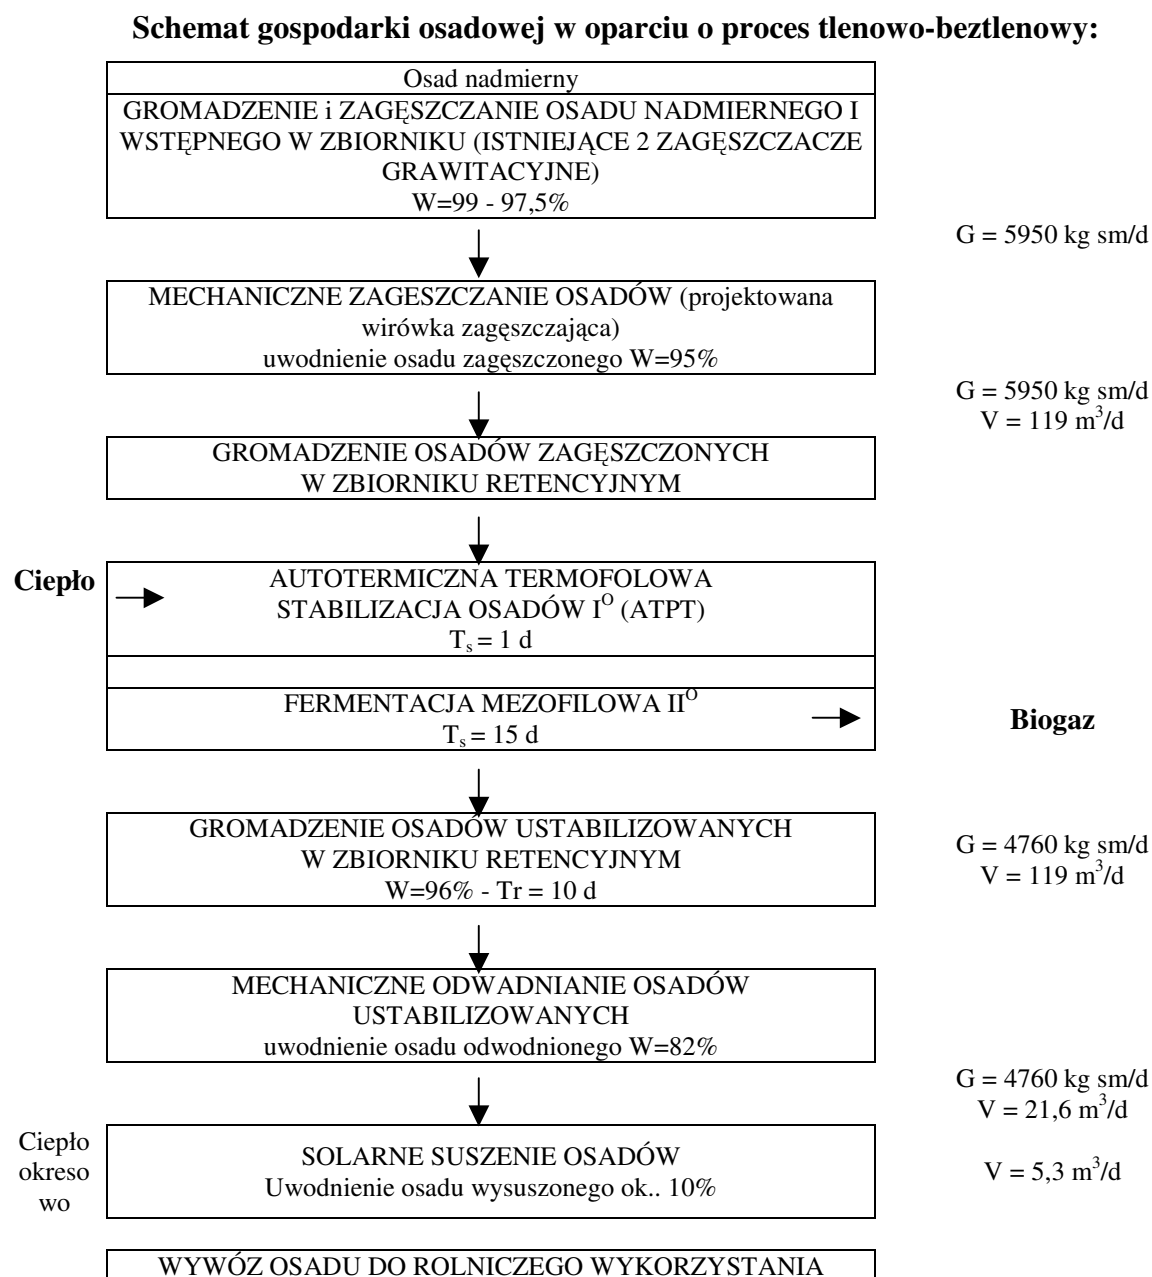 Schemat gospodarki osadowej w oparciu o proces tlenowo-beztlenowy:
Osad nadmierny
GROMADZENIE i ZAGĘSZCZANIE OSADU NADMIERNEGO I
WSTĘPNEGO W ZBIORNIKU (ISTNIEJĄCE 2 ZAGĘSZCZACZE
GRAWITACYJNE)
W=99 - 97,5%
G = 5950 kg sm/d
MECHANICZNE ZAGESZCZANIE OSADÓW (projektowana
wirówka zagęszczająca)
uwodnienie osadu zagęszczonego W=95%
G = 5950 kg sm/d
V = 119 m³/d
GROMADZENIE OSADÓW ZAGĘSZCZONYCH
W ZBIORNIKU RETENCYJNYM
Ciepło
AUTOTERMICZNA TERMOFOLOWA
STABILIZACJA OSADÓW I^O (ATPT)
T_s = 1 d
FERMENTACJA MEZOFILOWA II^O
T_s = 15 d
Biogaz
GROMADZENIE OSADÓW USTABILIZOWANYCH
W ZBIORNIKU RETENCYJNYM
W=96% - Tr = 10 d
G = 4760 kg sm/d
V = 119 m³/d
MECHANICZNE ODWADNIANIE OSADÓW
USTABILIZOWANYCH
uwodnienie osadu odwodnionego W=82%
G = 4760 kg sm/d
V = 21,6 m³/d
Ciepło
okreso
wo
SOLARNE SUSZENIE OSADÓW
Uwodnienie osadu wysuszonego ok.. 10%
V = 5,3 m³/d
WYWÓZ OSADU DO ROLNICZEGO WYKORZYSTANIA